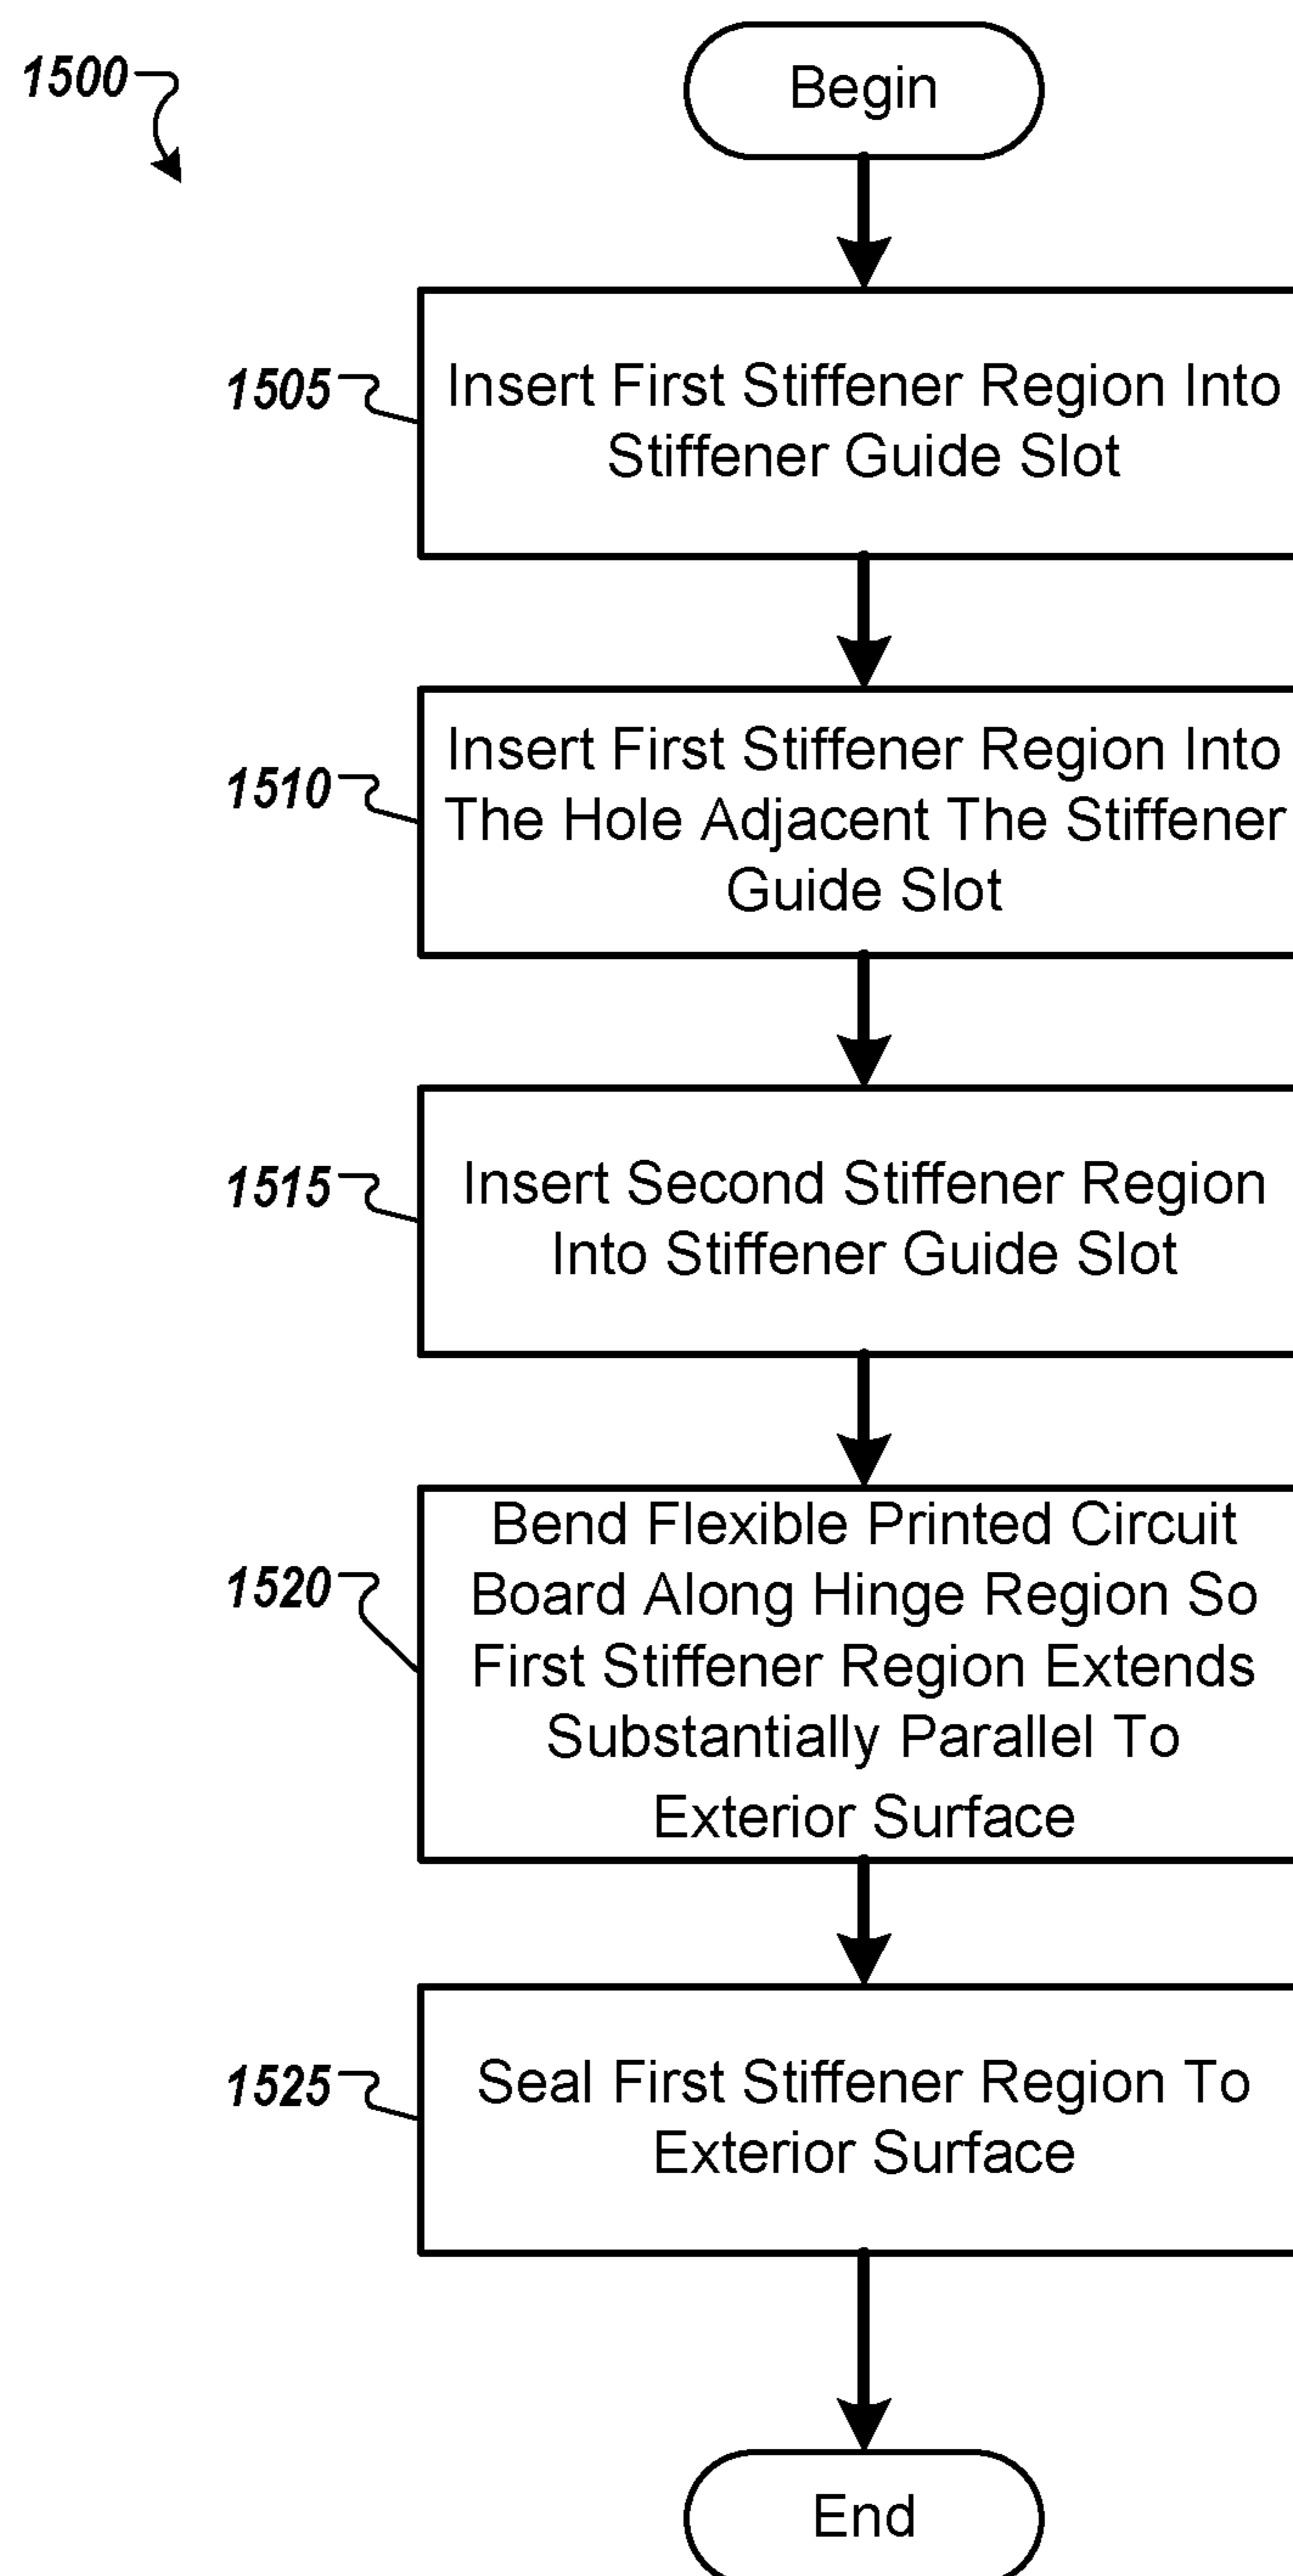 1500
Begin
1505
Insert First Stiffener Region Into
Stiffener Guide Slot
1510
Insert First Stiffener Region Into
The Hole Adjacent The Stiffener
Guide Slot
1515
Insert Second Stiffener Region
Into Stiffener Guide Slot
1520
Bend Flexible Printed Circuit
Board Along Hinge Region So
First Stiffener Region Extends
Substantially Parallel To
Exterior Surface
1525
Seal First Stiffener Region To
Exterior Surface
End